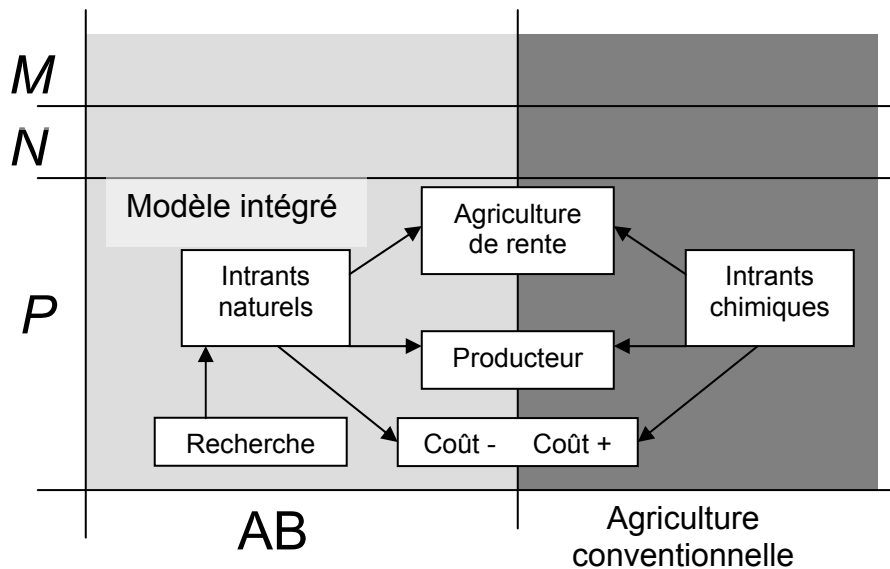 M
N
Modèle intégré
Agriculture
de rente
Intrants
naturels
Intrants
chimiques
P
Producteur
Recherche
Coût -
Coût +
AB
Agriculture
conventionnelle